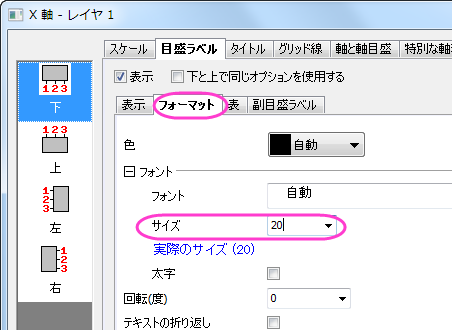 X 軸 - レイヤ 1
スケール 目盛ラベル タイトル グリッド線 軸と軸目盛 特別な軸
表示 下と上で同じオプションを使用する
表示 フォーマット 表 副目盛ラベル
123
下
123
上
1
2
3
左
1
2
3
右
色 自動
フォント
フォント 自動
サイズ 20
実際のサイズ (20)
太字
回転(度) 0
テキストの折り返し